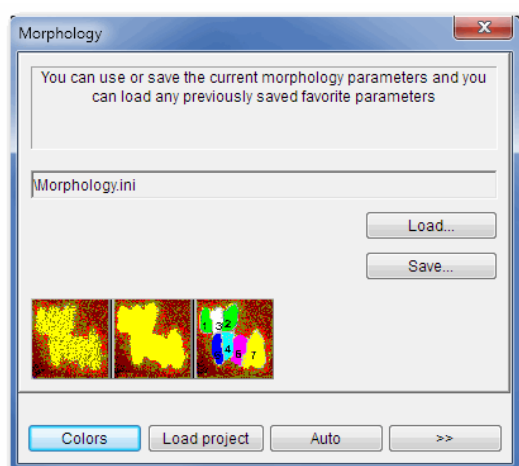 Morphology
You can use or save the current morphology parameters and you
can load any previously saved favorite parameters
\Morphology.ini
Load...
Save...
1 3 2
4 6 7
Colors
Load project
Auto
>>